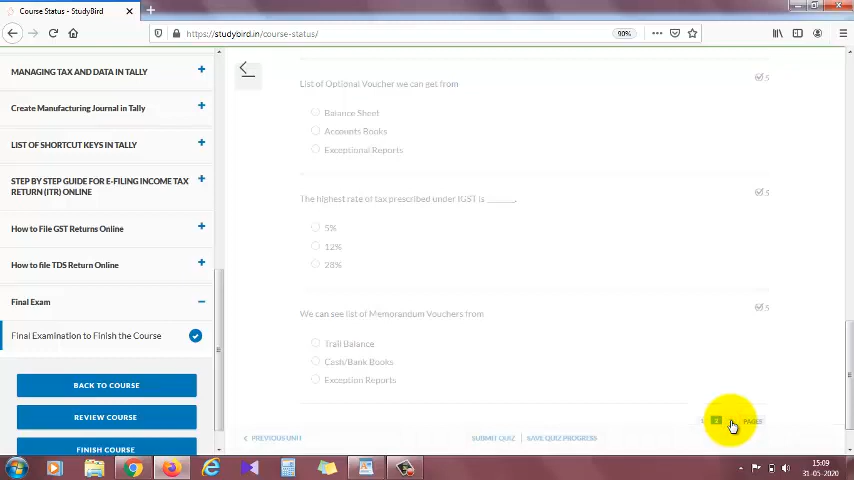 Course Status - StudyBird
https://studybird.in/course-status/
90%
MANAGING TAX AND DATA IN TALLY
Create Manufacturing Journal in Tally
LIST OF SHORTCUT KEYS IN TALLY
STEP BY STEP GUIDE FOR E-FILING INCOME TAX
RETURN (ITR) ONLINE
How to File GST Returns Online
How to file TDS Return Online
Final Exam
Final Examination to Finish the Course
BACK TO COURSE
REVIEW COURSE
FINISH COURSE
List of Optional Voucher we can get from
5
Balance Sheet
Accounts Books
Exceptional Reports
The highest rate of tax prescribed under IGST is _______.
5
5%
12%
28%
We can see list of Memorandum Vouchers from
5
Trail Balance
Cash/Bank Books
Exception Reports
PAGES
PREVIOUS UNIT
SUBMIT QUIZ
SAVE QUIZ PROGRESS
15:09
31-05-2020